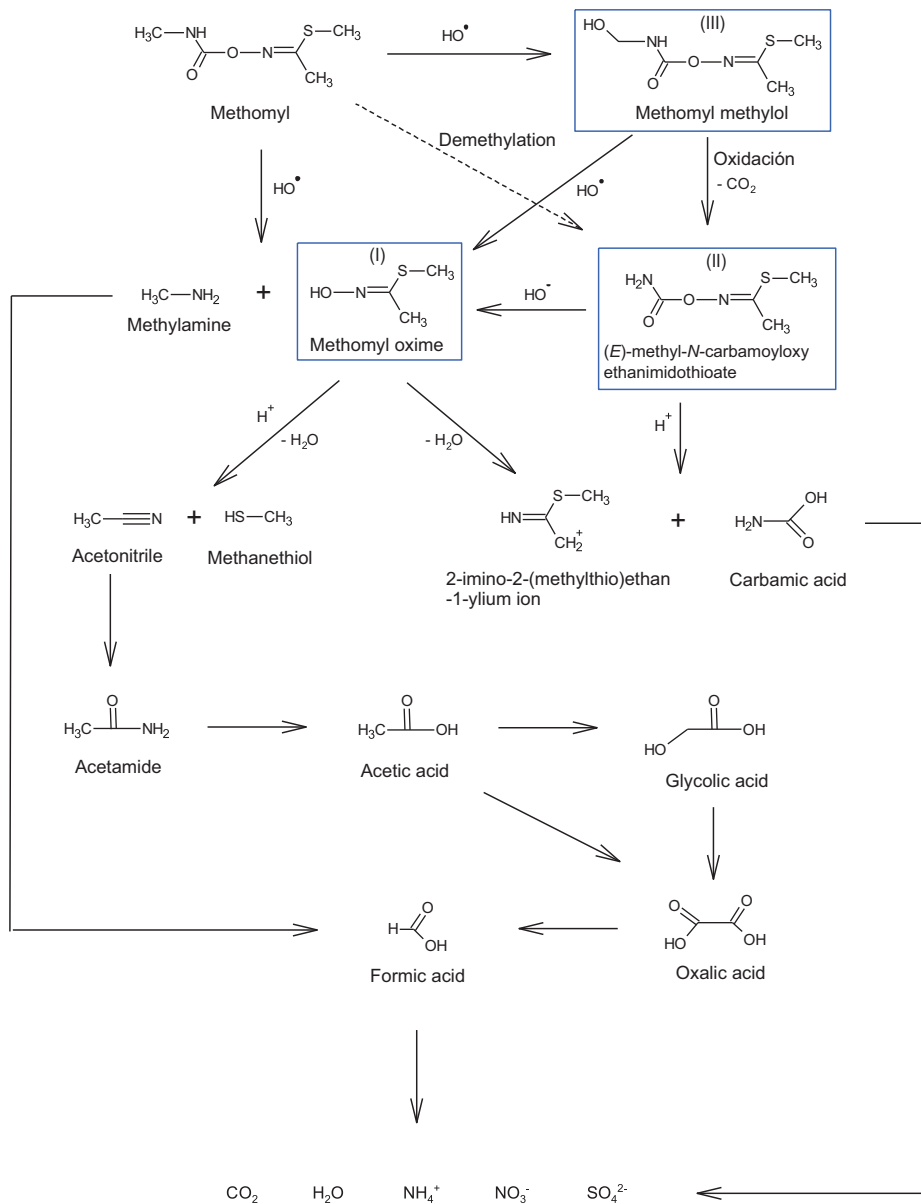 H₃C NH O O N S CH₃ CH₃
Methomyl
HO•
(III)
HO NH O O N S CH₃ CH₃
Methomyl methylol
Demethylation
HO•
HO•
Oxidación
- CO₂
H₃C NH₂
Methylamine
+
(I)
HO N S CH₃ CH₃
Methomyl oxime
HO⁻
(II)
H₂N O O N S CH₃ CH₃
(E)-methyl-N-carbamoyloxy
ethanimidothioate
H⁺
- H₂O
- H₂O
H⁺
H₃C N
Acetonitrile
+
HS CH₃
Methanethiol
HN S CH₃ CH₂⁺
2-imino-2-(methylthio)ethan
-1-ylium ion
+
H₂N OH O
Carbamic acid
H₃C O NH₂
Acetamide
H₃C O OH
Acetic acid
HO O OH
Glycolic acid
H O OH
Formic acid
O O HO OH
Oxalic acid
CO₂ H₂O NH₄⁺ NO₃⁻ SO₄²⁻